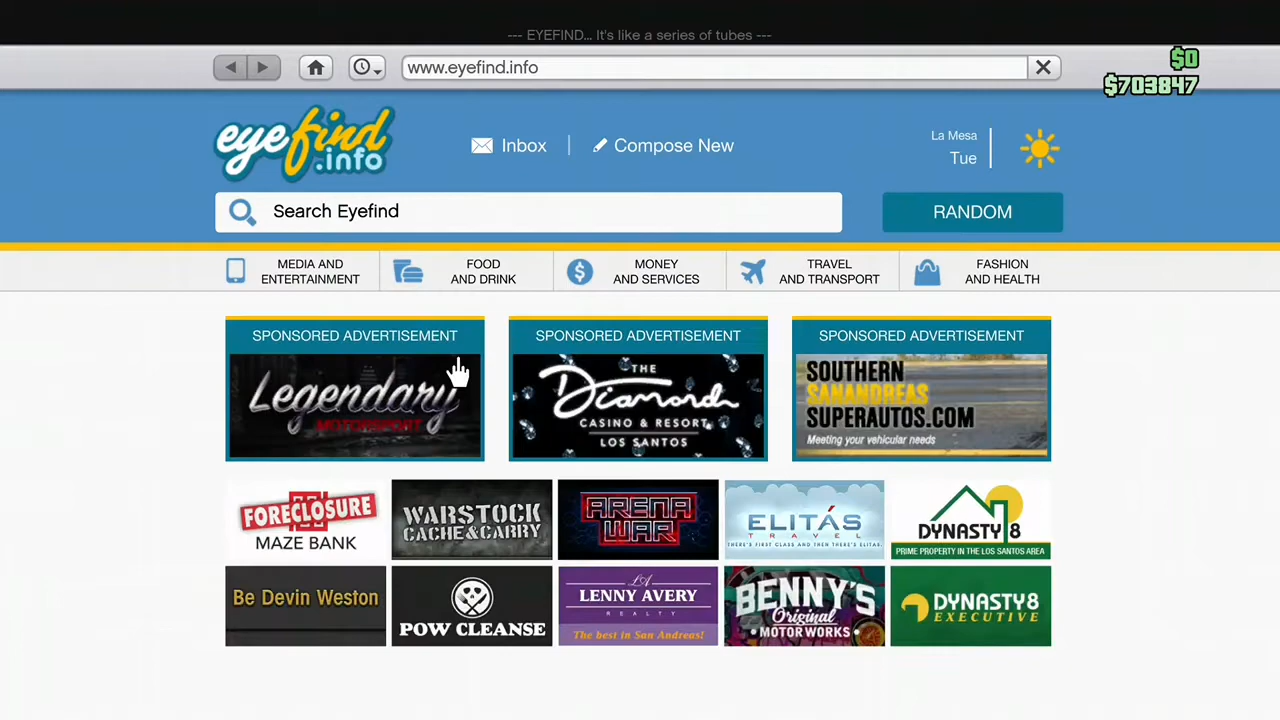 --- EYEFIND... It's like a series of tubes ---
www.eyefind.info
$0
$703847
eyefind
.info
Inbox
Compose New
La Mesa
Tue
Search Eyefind
RANDOM
MEDIA AND
ENTERTAINMENT
FOOD
AND DRINK
MONEY
AND SERVICES
TRAVEL
AND TRANSPORT
FASHION
AND HEALTH
SPONSORED ADVERTISEMENT
Legendary
MOTORSPORT
SPONSORED ADVERTISEMENT
THE
Diamond
CASINO & RESORT
LOS SANTOS
SPONSORED ADVERTISEMENT
SOUTHERN
SANANDREAS
SUPERAUTOS.COM
Meeting your vehicular needs
FORECLOSURE
MAZE BANK
WARSTOCK
CACHE&CARRY
ARENA
WAR
ELITÁS
TRAVEL
THERE'S FIRST CLASS AND THEN THERE'S ELITAS.
DYNASTY 8
PRIME PROPERTY IN THE LOS SANTOS AREA
Be Devin Weston
POW CLEANSE
LA
LENNY AVERY
REALTY
The best in San Andreas!
BENNY'S
Original
MOTOR WORKS
DYNASTY 8
EXECUTIVE